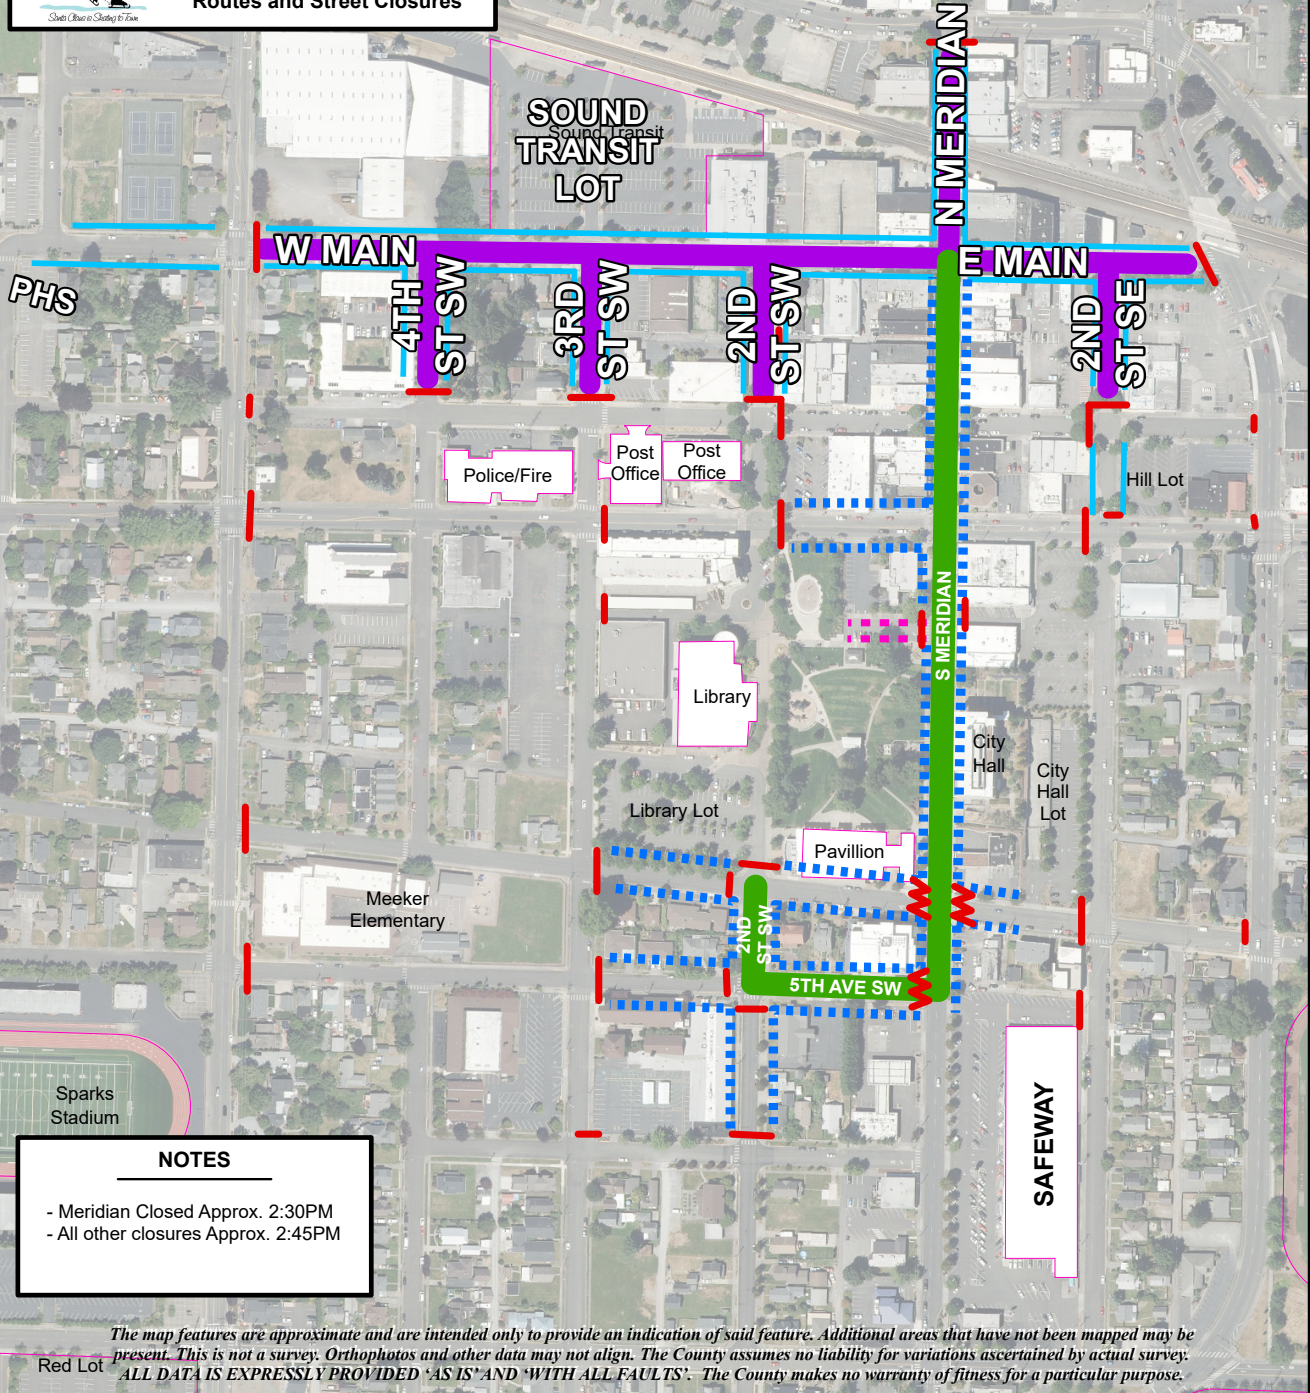 Routes and Street Closures
Santa Claus is Skating to Town
N MERIDIAN
SOUND
TRANSIT
LOT
Sound Transit
W MAIN
E MAIN
PHS
4TH
ST SW
3RD
ST SW
2ND
ST SW
2ND
ST SE
Police/Fire
Post
Office
Post
Office
Hill Lot
S MERIDIAN
Library
City
Hall
City
Hall
Lot
Library Lot
Pavillion
Meeker
Elementary
2ND
ST SW
5TH AVE SW
Sparks
Stadium
SAFEWAY
NOTES
- Meridian Closed Approx. 2:30PM
- All other closures Approx. 2:45PM
Red Lot
The map features are approximate and are intended only to provide an indication of said feature. Additional areas that have not been mapped may be
present. This is not a survey. Orthophotos and other data may not align. The County assumes no liability for variations ascertained by actual survey.
ALL DATA IS EXPRESSLY PROVIDED ‘AS IS’ AND ‘WITH ALL FAULTS’. The County makes no warranty of fitness for a particular purpose.